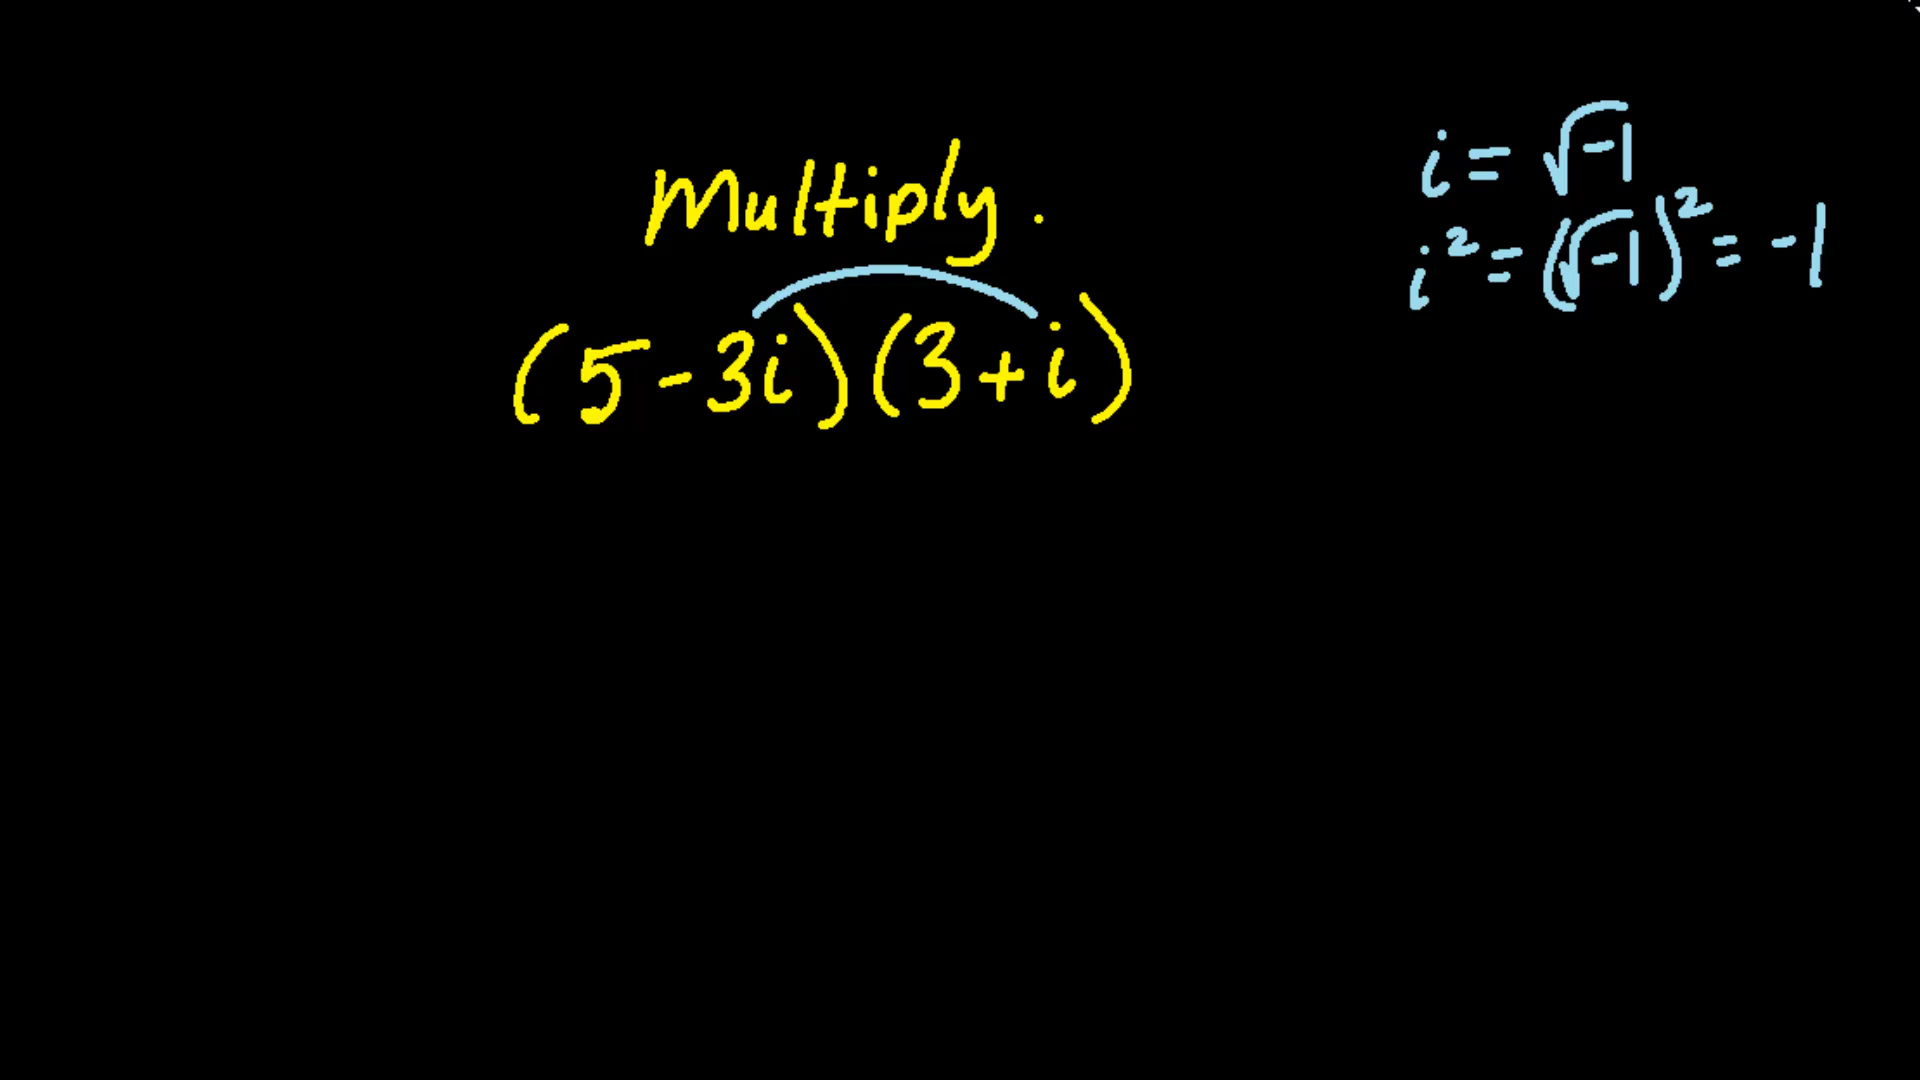 Multiply.
(5-3i)(3+i)
i = √-1
i² = (√-1)² = -1